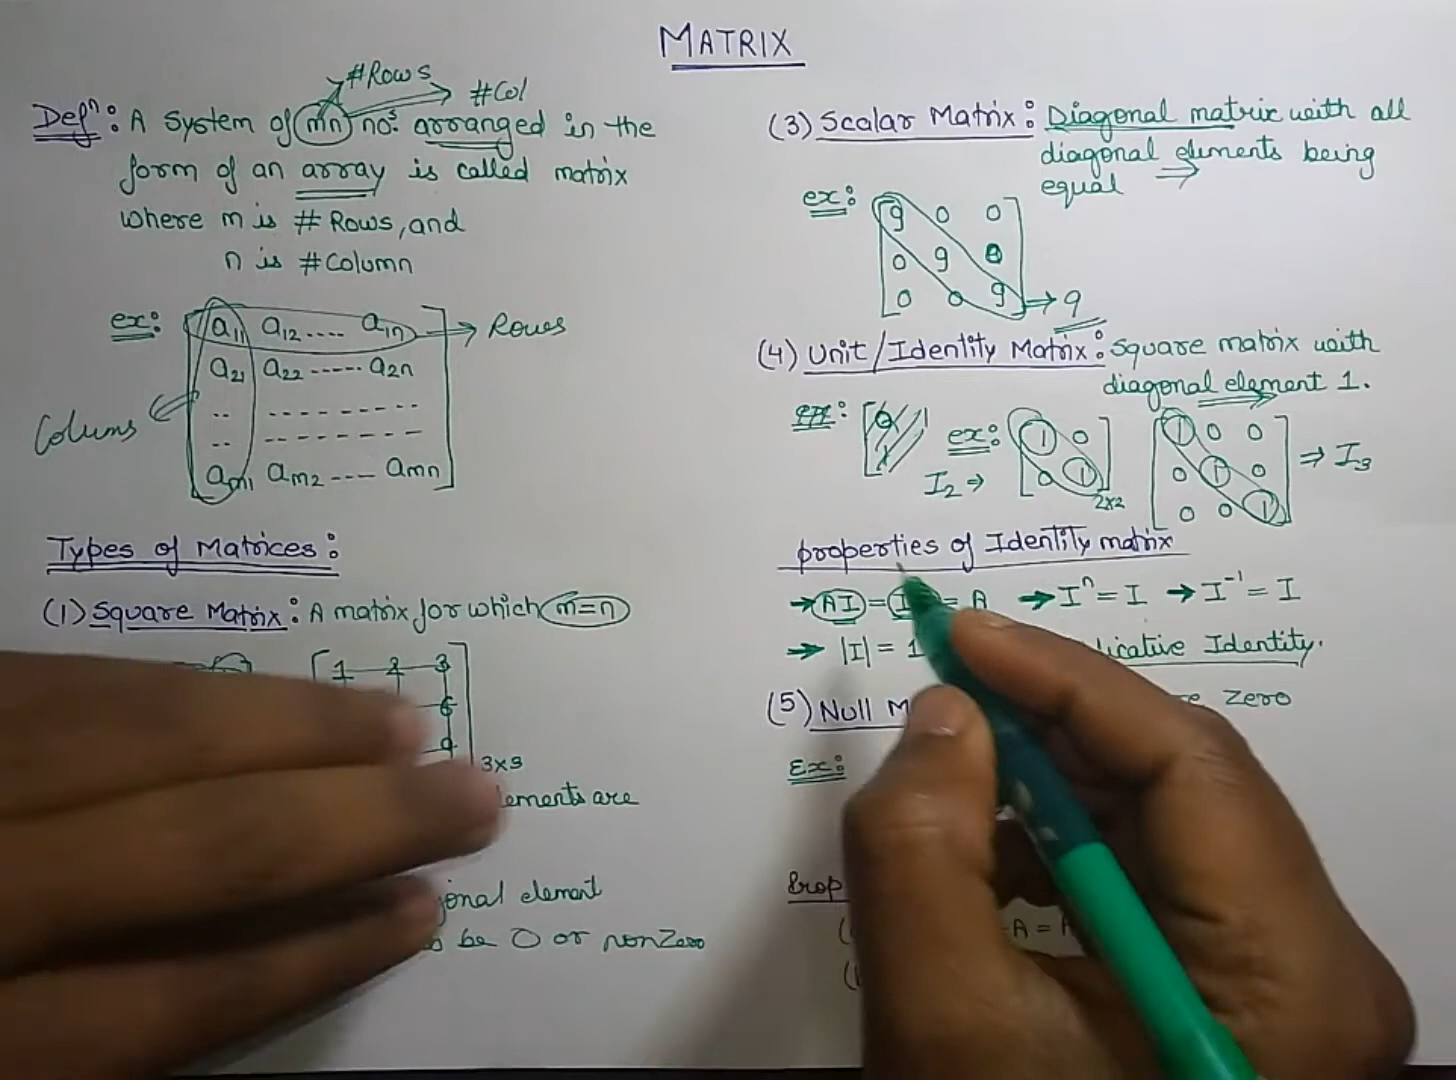 MATRIX
#Rows
#Col
Defⁿ: A system of mn no.s arranged in the
form of an array is called matrix
where m is # Rows, and
n is #Column
ex: a11 a12 .... a1n → Rows
a21 a22 ----- a2n
.. ---------
Colums
.. ---------
am1 am2 ---- amn
Types of Matrices:
(1) Square Matrix: A matrix for which m=n
1 2 3
6
9
3x3
ements are
onal element
be 0 or nonZero
(3) Scalar Matrix: Diagonal matrix with all
diagonal elements being
equal
ex: 9 0 0
0 9 0
0 0 9 → 9
(4) Unit/Identity Matrix: Square matrix with
diagonal element 1.
ex: 1 0
0 1
2x2
I2 ⇒
1 0 0
0 1 0
0 0 1
⇒ I3
properties of Identity matrix
→ AI = I = A → Iⁿ = I → I⁻¹ = I
→ |I| = 1 licative Identity.
(5) Null M Zero
Ex:
Prop
A = A